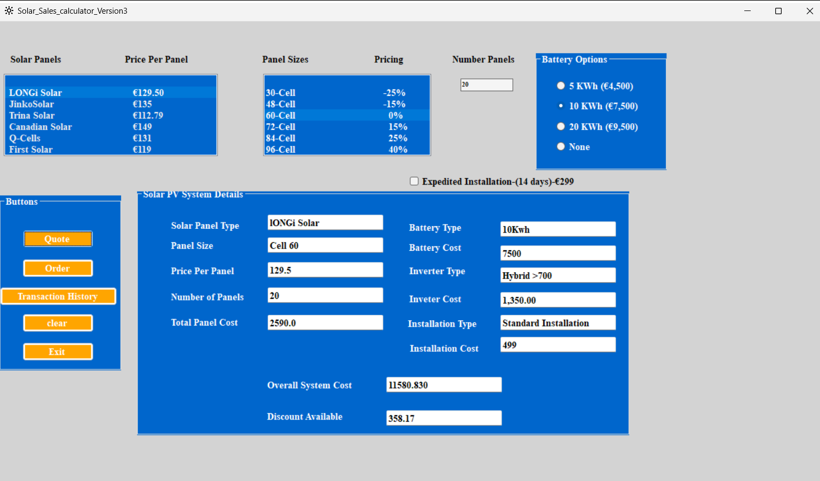 Solar_Sales_calculator_Version3
Solar Panels Price Per Panel Panel Sizes Pricing Number Panels
Battery Options
LONGi Solar €129.50
JinkoSolar €135
Trina Solar €112.79
Canadian Solar €149
Q-Cells €131
First Solar €119
30-Cell -25%
48-Cell -15%
60-Cell 0%
72-Cell 15%
84-Cell 25%
96-Cell 40%
20
5 KWh (€4,500)
10 KWh (€7,500)
20 KWh (€9,500)
None
Expedited Installation-(14 days)-€299
Buttons
Quote
Order
Transaction History
clear
Exit
Solar PV System Details
Solar Panel Type lONGi Solar
Panel Size Cell 60
Price Per Panel 129.5
Number of Panels 20
Total Panel Cost 2590.0
Battery Type 10Kwh
Battery Cost 7500
Inverter Type Hybrid >700
Inveter Cost 1,350.00
Installation Type Standard Installation
Installation Cost 499
Overall System Cost 11580.830
Discount Available 358.17